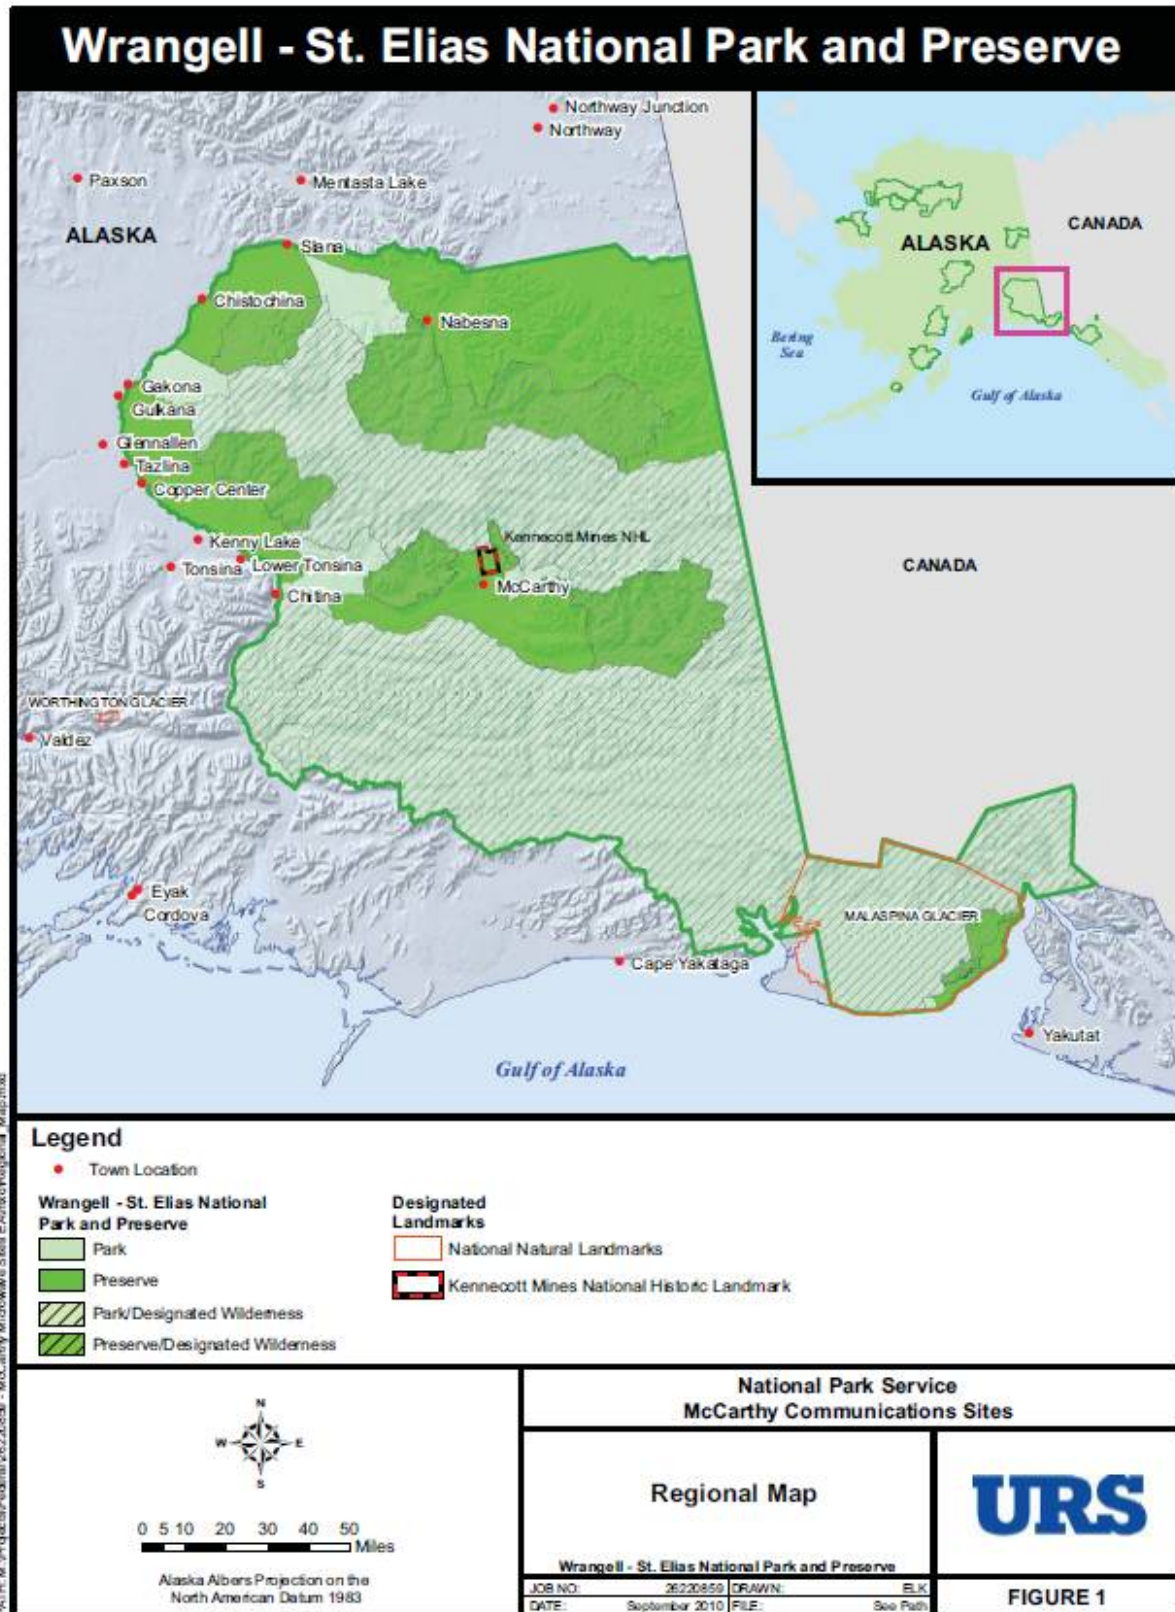 Wrangell - St. Elias National Park and Preserve
Northway Junction
Northway
Paxson
Mentasta Lake
ALASKA
Slana
Chistochina
Nabesna
Gakona
Gulkana
Glennallen
Tazlina
Copper Center
Kenny Lake
Tonsina
Lower Tonsina
Chitina
Kennecott Mines NHL
McCarthy
WORTHINGTON GLACIER
Valdez
Eyak
Cordova
Cape Yakataga
MALASPINA GLACIER
Yakutat
Gulf of Alaska
CANADA
ALASKA
CANADA
Bering
Sea
Gulf of Alaska
Legend
Town Location
Wrangell - St. Elias National
Park and Preserve
Park
Preserve
Park/Designated Wilderness
Preserve/Designated Wilderness
Designated
Landmarks
National Natural Landmarks
Kennecott Mines National Historic Landmark
N
W
E
S
0 5 10 20 30 40 50
Miles
Alaska Albers Projection on the
North American Datum 1983
National Park Service
McCarthy Communications Sites
Regional Map
Wrangell - St. Elias National Park and Preserve
JOB NO: 26220859 DRAWN: ELK
DATE: September 2010 FILE: See Path
URS
FIGURE 1